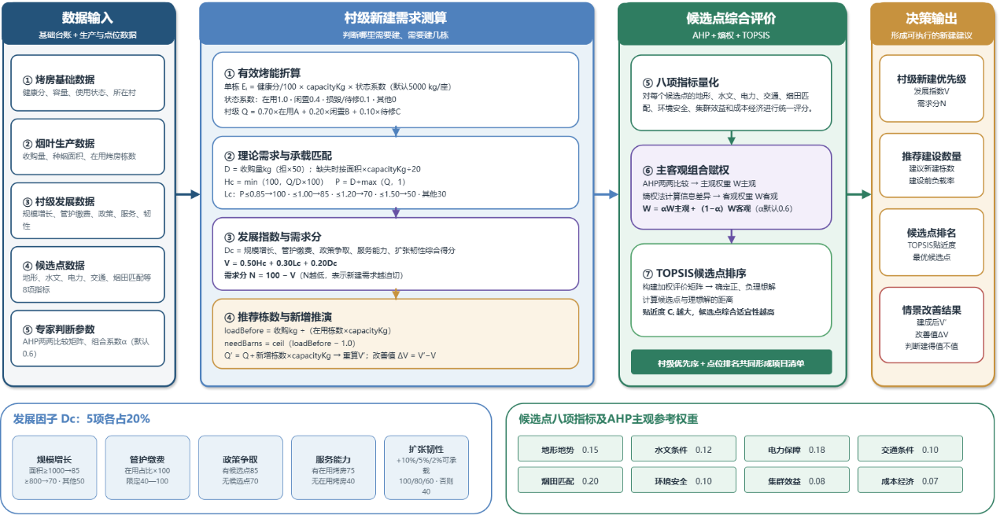 数据输入
基础台账+生产与点位数据
① 烤房基础数据
健康分、容量、使用状态、所在村
② 烟叶生产数据
收购量、种烟面积、在用烤房栋数
③ 村级发展数据
规模增长、管护缴费、政策、服务、韧
性
④ 候选点数据
地形、水文、电力、交通、烟田匹配等
8项指标
⑤ 专家判断参数
AHP两两比较矩阵、组合系数α（默认
0.6）
村级新建需求测算
判断哪里需要建、需要建几栋
① 有效烤能折算
单栋 Eᵢ = 健康分/100 × capacityKg × 状态系数（默认5000 kg/座）
状态系数：在用1.0 · 闲置0.4 · 损毁/待修0.1 · 其他0
村级 Q = 0.70×在用A + 0.20×闲置B + 0.10×待修C
② 理论需求与承载匹配
D = 收购量kg（担×50）；缺失时按面积×capacityKg÷20
Hc = min（100，Q/D×100） P = D÷max（Q，1）
Lc：P≤0.85→100 · ≤1.00→85 · ≤1.20→70 · ≤1.50→50 · 其他30
③ 发展指数与需求分
Dc = 规模增长、管护缴费、政策争取、服务能力、扩张韧性综合得分
V = 0.50Hc + 0.30Lc + 0.20Dc
需求分 N = 100 − V（N越低，表示新建需求越迫切）
④ 推荐栋数与新增推演
loadBefore = 收购kg ÷（在用栋数×capacityKg）
needBarns = ceil（loadBefore − 1.0）
Q′ = Q+新增栋数×capacityKg → 重算V′；改善值 ΔV = V′−V
候选点综合评价
AHP+熵权+TOPSIS
⑤ 八项指标量化
对每个候选点的地形、水文、电力、交通、烟田匹
配、环境安全、集群效益和成本经济进行统一评分。
⑥ 主客观组合赋权
AHP两两比较 → 主观权重 W主观
熵权法计算信息差异 → 客观权重 W客观
W = αW主观+（1−α）W客观（α默认0.6）
⑦ TOPSIS候选点排序
构建加权评价矩阵 → 确定正、负理想解
计算候选点与理想解的距离
贴近度 Cᵢ 越大，候选点综合适宜性越高
村级优先序+点位排名共同形成项目清单
决策输出
形成可执行的新建建议
村级新建优先级
发展指数V
需求分N
推荐建设数量
建议新建栋数
建设前负载率
候选点排名
TOPSIS贴近度
最优候选点
情景改善结果
建成后V′
改善值ΔV
判断建得值不值
发展因子 Dc：5项各占20%
规模增长
面积≥1000→85
≥800→70 · 其他50
管护缴费
在用占比×100
限定40—100
政策争取
有候选点85
无候选点70
服务能力
有在用烤房75
无在用烤房40
扩张韧性
+10%/5%/2%可承
载
100/80/60 · 否则
40
候选点八项指标及AHP主观参考权重
地形地势 0.15
水文条件 0.12
电力保障 0.18
交通条件 0.10
烟田匹配 0.20
环境安全 0.10
集群效益 0.08
成本经济 0.07